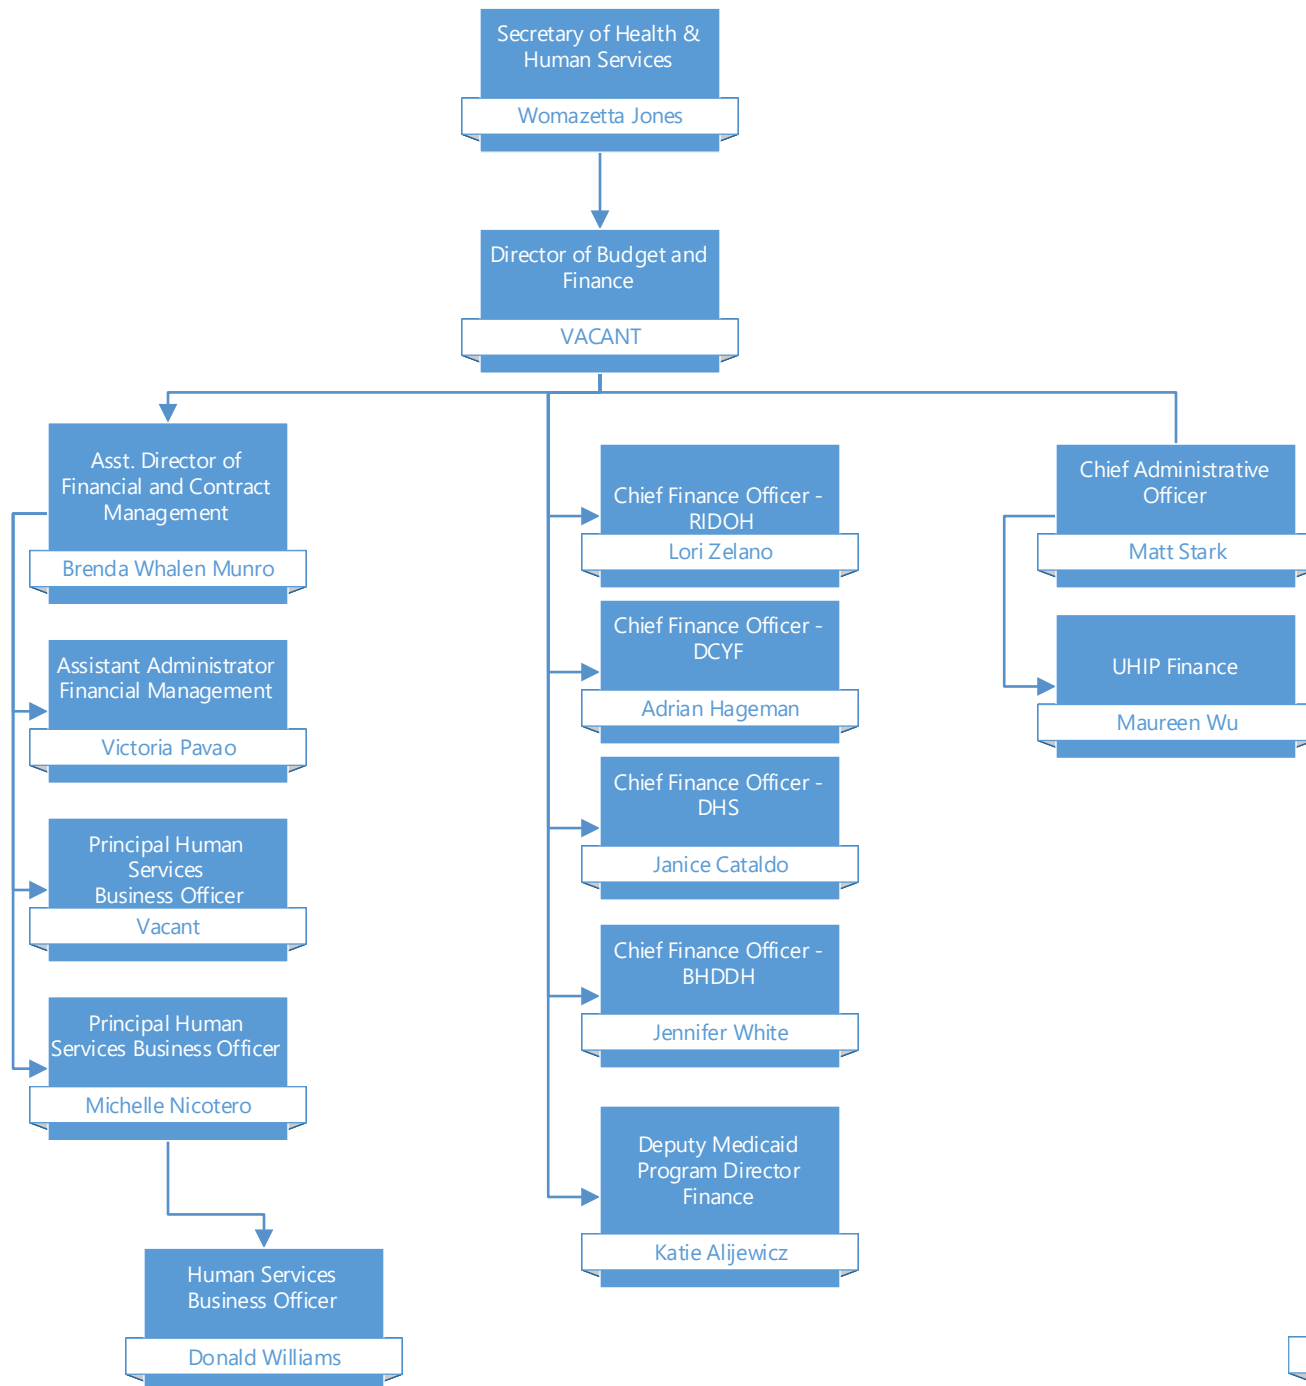 Secretary of Health &
Human Services
Womazetta Jones
Director of Budget and
Finance
VACANT
Asst. Director of
Financial and Contract
Management
Brenda Whalen Munro
Assistant Administrator
Financial Management
Victoria Pavao
Principal Human
Services
Business Officer
Vacant
Principal Human
Services Business Officer
Michelle Nicotero
Human Services
Business Officer
Donald Williams
Chief Finance Officer -
RIDOH
Lori Zelano
Chief Finance Officer -
DCYF
Adrian Hageman
Chief Finance Officer -
DHS
Janice Cataldo
Chief Finance Officer -
BHDDH
Jennifer White
Deputy Medicaid
Program Director
Finance
Katie Alijewicz
Chief Administrative
Officer
Matt Stark
UHIP Finance
Maureen Wu